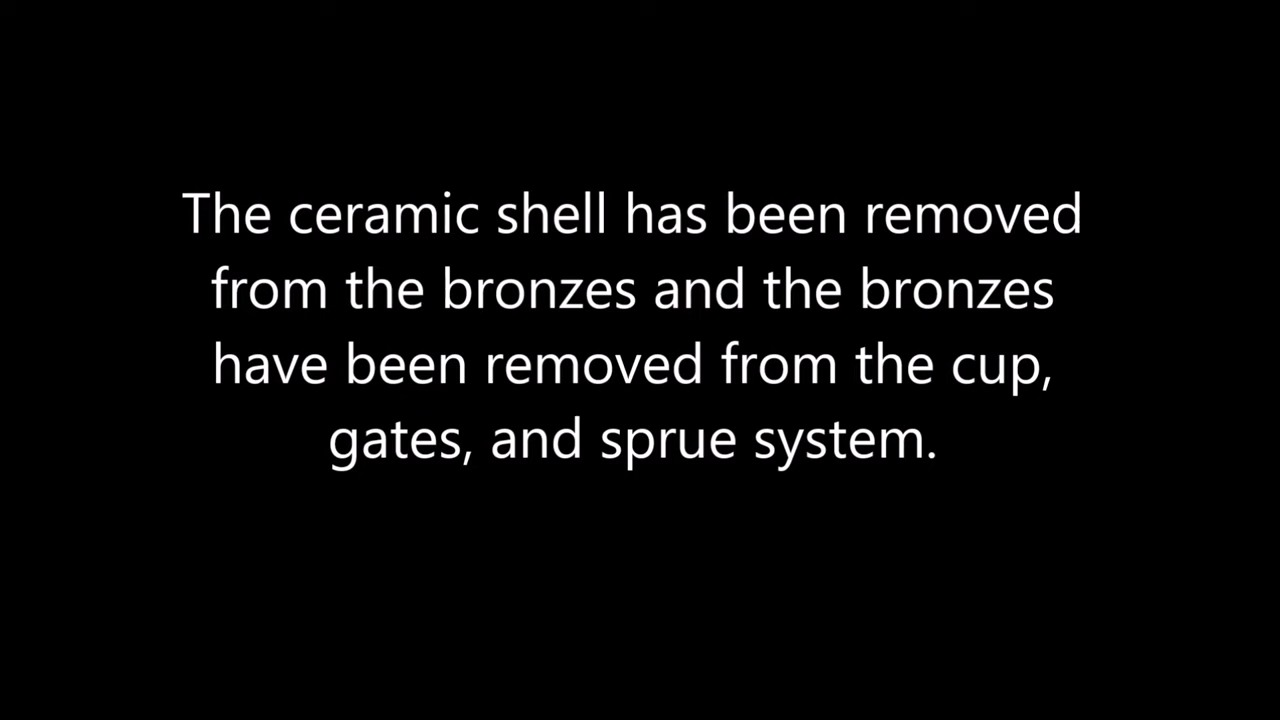 The ceramic shell has been removed
from the bronzes and the bronzes
have been removed from the cup,
gates, and sprue system.